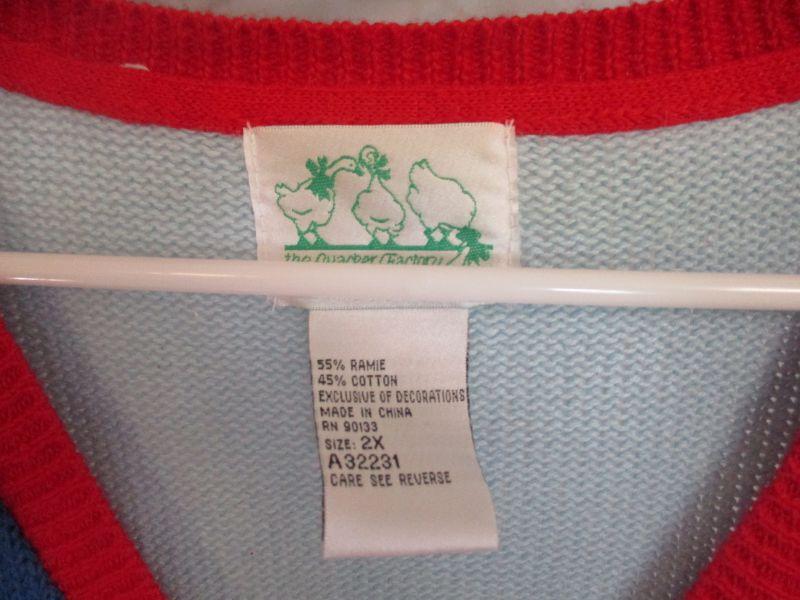 the Quacker Factory
55% RAMIE
45% COTTON
EXCLUSIVE OF DECORATIONS
MADE IN CHINA
RN 90133
SIZE: 2X
A32231
CARE SEE REVERSE